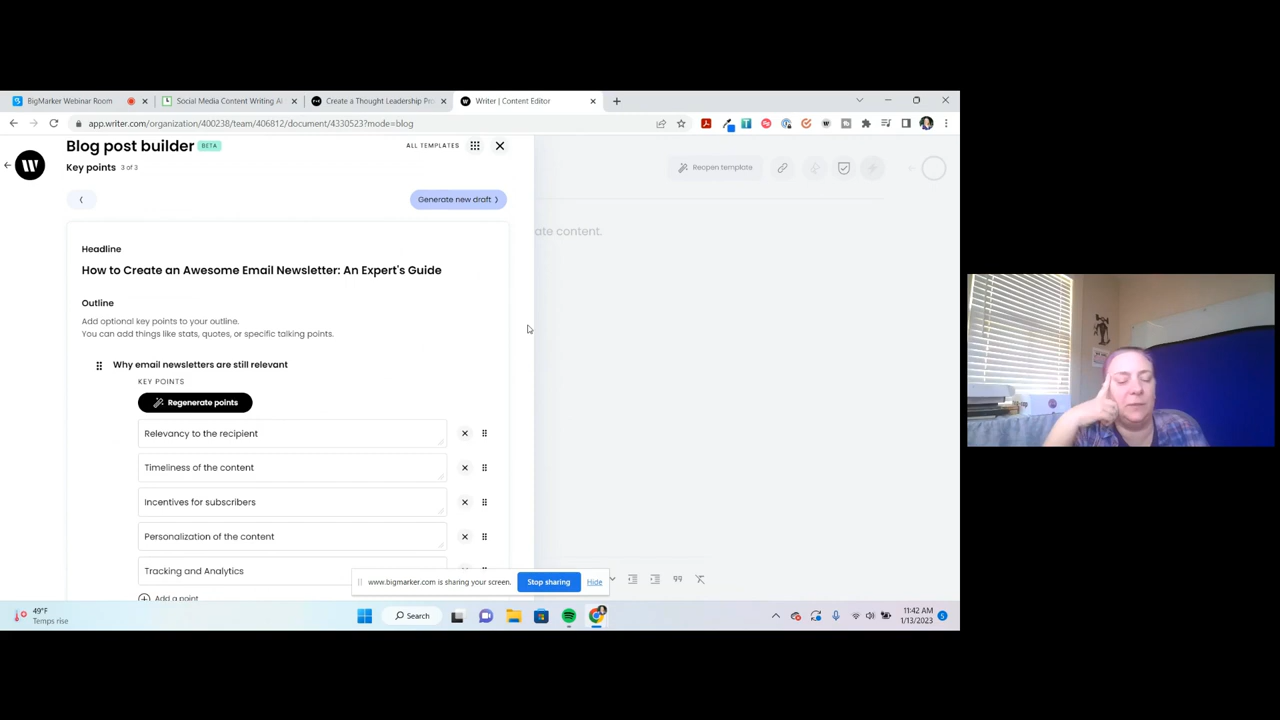 BigMarker Webinar Room
Social Media Content Writing AI
Create a Thought Leadership Pro
Writer | Content Editor
app.writer.com/organization/400238/team/406812/document/4330523?mode=blog
Blog post builder BETA
ALL TEMPLATES
Key points 3 of 3
Reopen template
Generate new draft
Headline
ate content.
How to Create an Awesome Email Newsletter: An Expert's Guide
Outline
Add optional key points to your outline.
You can add things like stats, quotes, or specific talking points.
Why email newsletters are still relevant
KEY POINTS
Regenerate points
Relevancy to the recipient
Timeliness of the content
Incentives for subscribers
Personalization of the content
Tracking and Analytics
www.bigmarker.com is sharing your screen.
Stop sharing
Hide
Add a point
49°F
Temps rise
Search
11:42 AM
1/13/2023
5